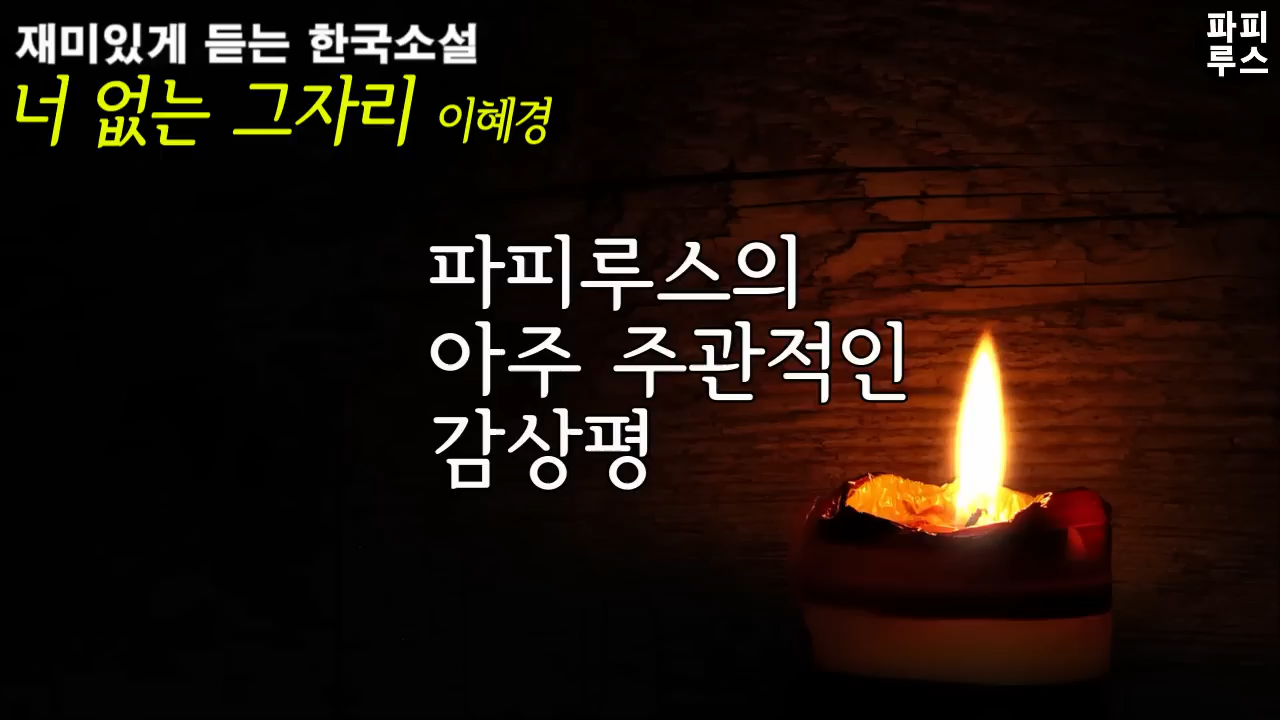 재미있게 듣는 한국소설
너 없는 그자리 이혜경
파피
루스
파피루스의
아주 주관적인
감상평